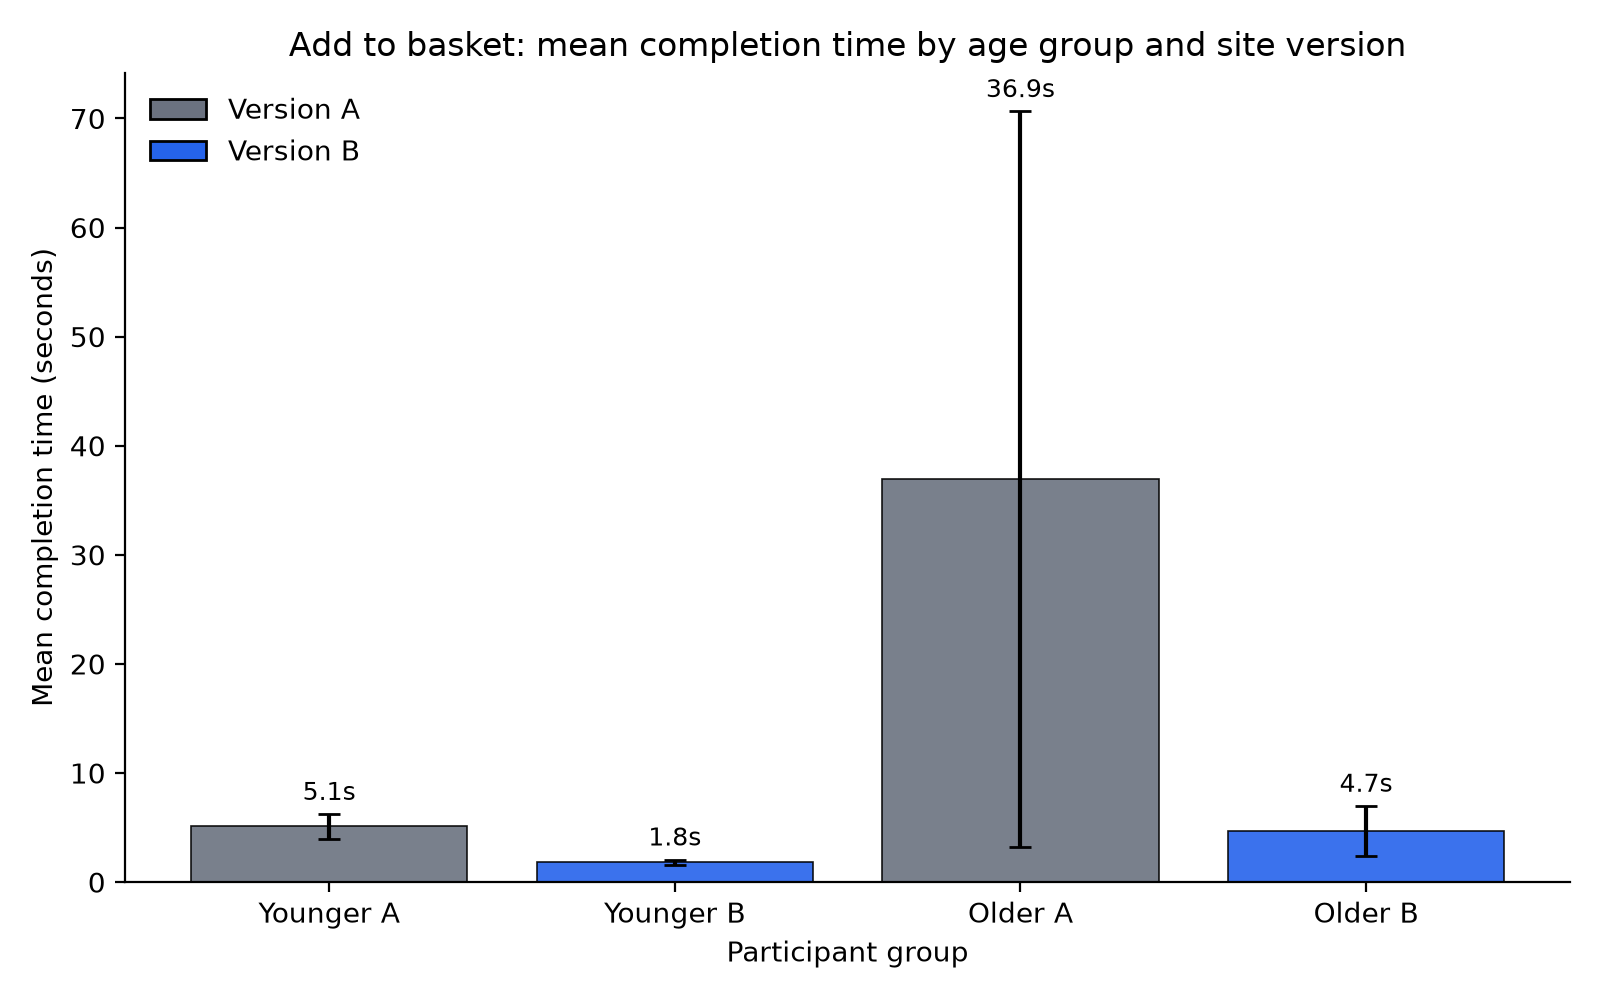 Add to basket: mean completion time by age group and site version
Version A
Version B
Mean completion time (seconds)
70
60
50
40
30
20
10
0
5.1s
1.8s
36.9s
4.7s
Younger A
Younger B
Older A
Older B
Participant group